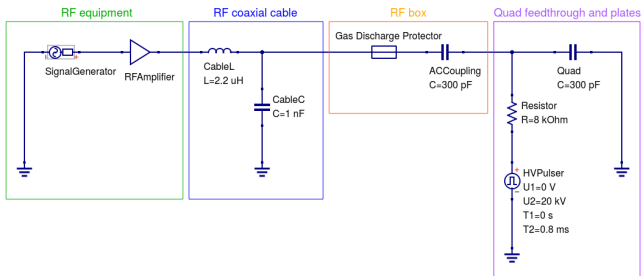 RF equipment
RF coaxial cable
RF box
Quad feedthrough and plates
SignalGenerator
RFAmplifier
CableL
L=2.2 uH
CableC
C=1 nF
Gas Discharge Protector
ACCoupling
C=300 pF
Quad
C=300 pF
Resistor
R=8 kOhm
HVPulser
U1=0 V
U2=20 kV
T1=0 s
T2=0.8 ms